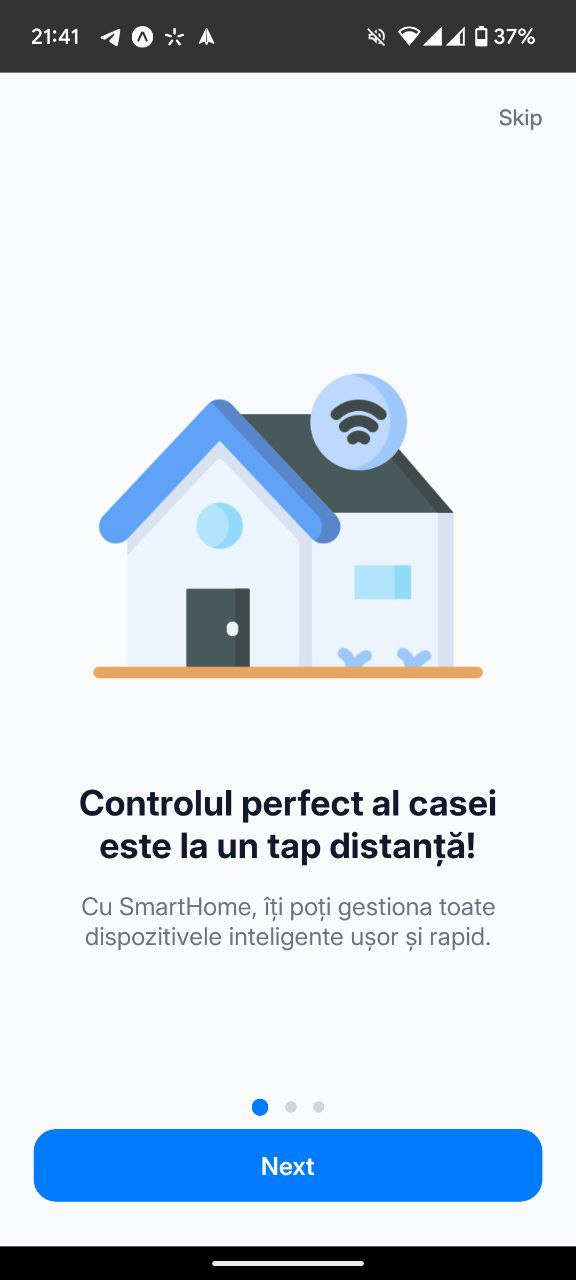 21:41
37%
Skip
Controlul perfect al casei
este la un tap distanță!
Cu SmartHome, îți poți gestiona toate
dispozitivele inteligente ușor și rapid.
Next